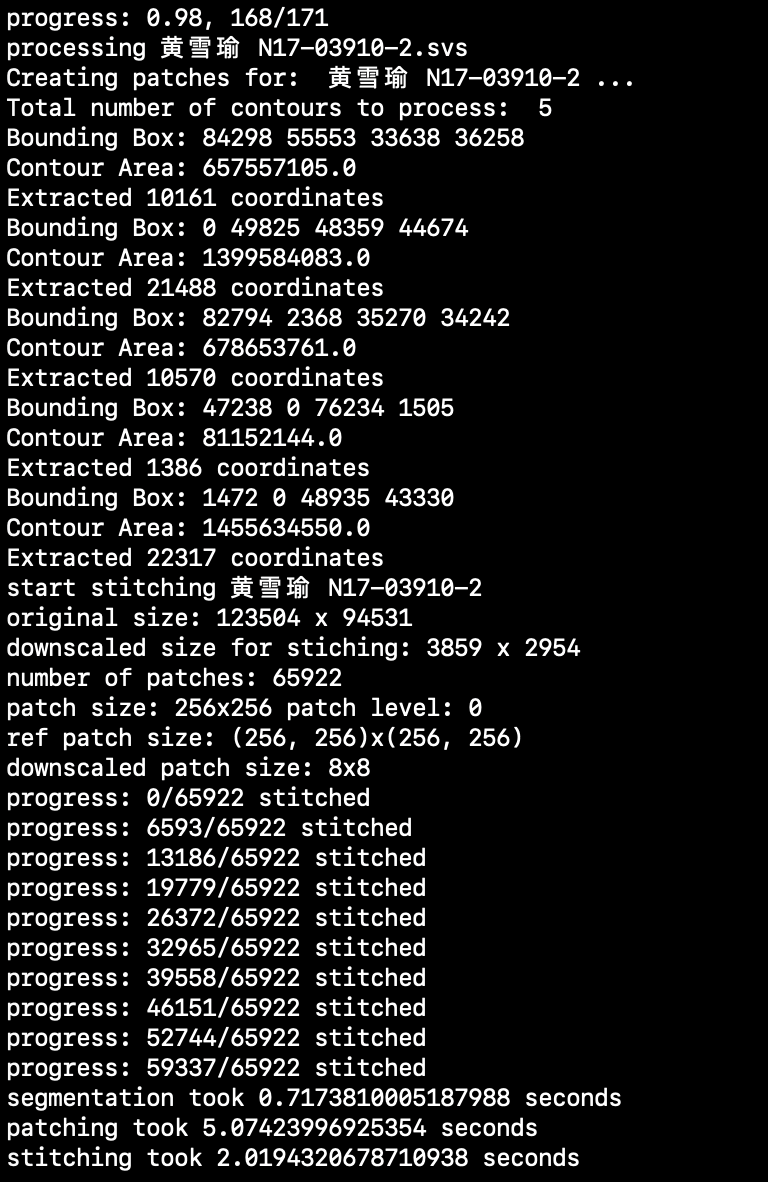 progress: 0.98, 168/171
processing 黄雪瑜 N17-03910-2.svs
Creating patches for:  黄雪瑜 N17-03910-2 ...
Total number of contours to process:  5
Bounding Box: 84298 55553 33638 36258
Contour Area: 657557105.0
Extracted 10161 coordinates
Bounding Box: 0 49825 48359 44674
Contour Area: 1399584083.0
Extracted 21488 coordinates
Bounding Box: 82794 2368 35270 34242
Contour Area: 678653761.0
Extracted 10570 coordinates
Bounding Box: 47238 0 76234 1505
Contour Area: 81152144.0
Extracted 1386 coordinates
Bounding Box: 1472 0 48935 43330
Contour Area: 1455634550.0
Extracted 22317 coordinates
start stitching 黄雪瑜 N17-03910-2
original size: 123504 x 94531
downscaled size for stiching: 3859 x 2954
number of patches: 65922
patch size: 256x256 patch level: 0
ref patch size: (256, 256)x(256, 256)
downscaled patch size: 8x8
progress: 0/65922 stitched
progress: 6593/65922 stitched
progress: 13186/65922 stitched
progress: 19779/65922 stitched
progress: 26372/65922 stitched
progress: 32965/65922 stitched
progress: 39558/65922 stitched
progress: 46151/65922 stitched
progress: 52744/65922 stitched
progress: 59337/65922 stitched
segmentation took 0.7173810005187988 seconds
patching took 5.07423996925354 seconds
stitching took 2.0194320678710938 seconds